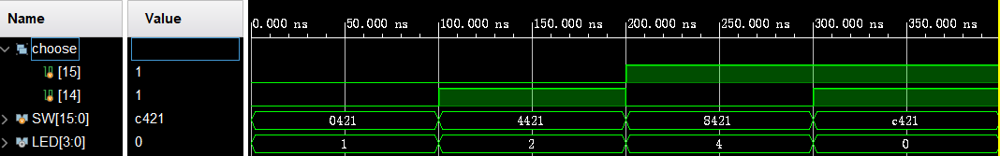 Name Value 0.000 ns 50.000 ns 100.000 ns 150.000 ns 200.000 ns 250.000 ns 300.000 ns 350.000 ns
choose
[15] 1
[14] 1
SW[15:0] c421 0421 4421 8421 c421
LED[3:0] 0 1 2 4 0